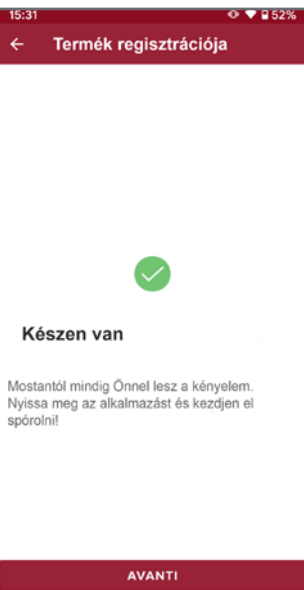 15:31 52%
Termék regisztrációja
Készen van
Mostantól mindig Önnel lesz a kényelem.
Nyissa meg az alkalmazást és kezdjen el
spórolni!
AVANTI